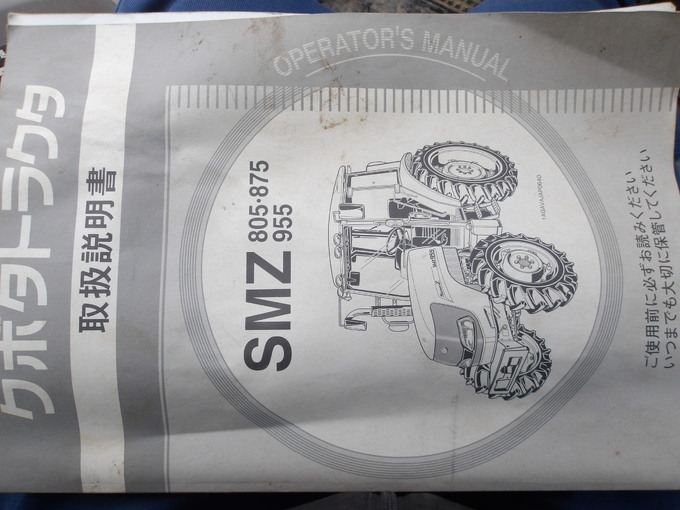 クボタトラクタ
取扱説明書
OPERATOR'S MANUAL
SMZ 805・875
955
1AGAVAJAP0640
ご使用前に必ずお読みください
いつまでも大切に保管してください